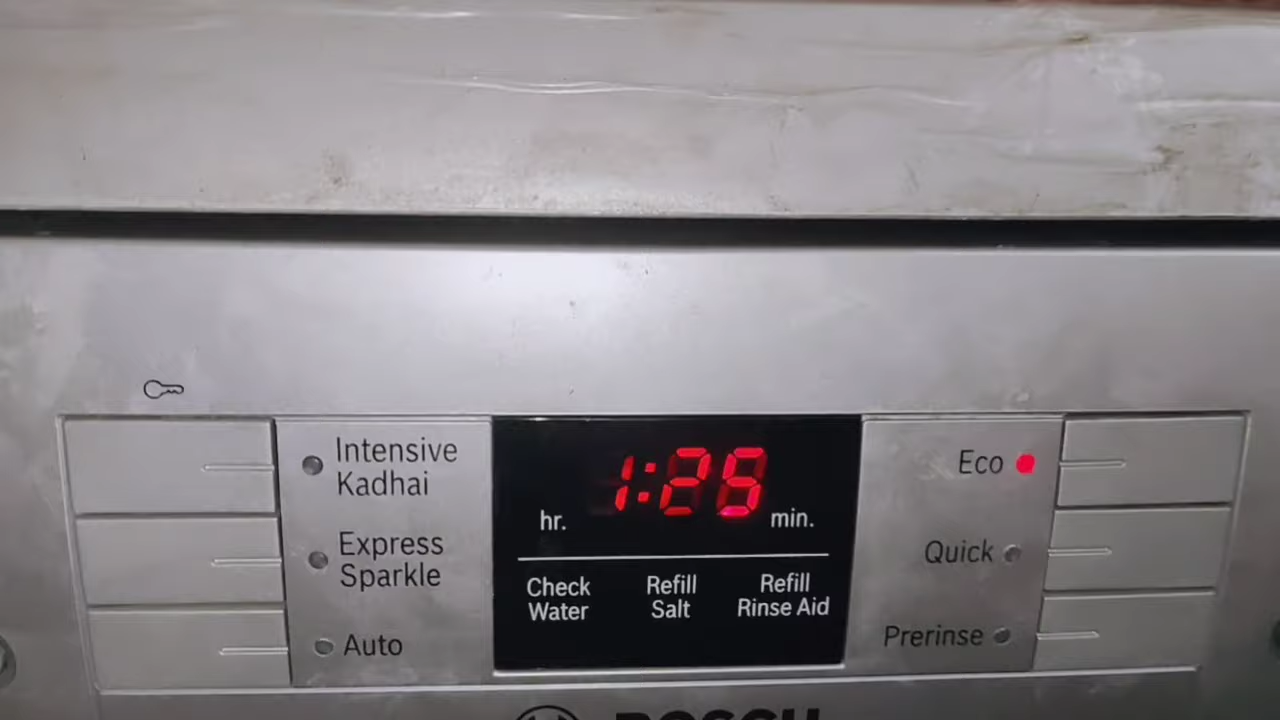 Intensive
Kadhai
Express
Sparkle
Auto
1:25
hr.
min.
Check
Water
Refill
Salt
Refill
Rinse Aid
Eco
Quick
Prerinse
BOSCH